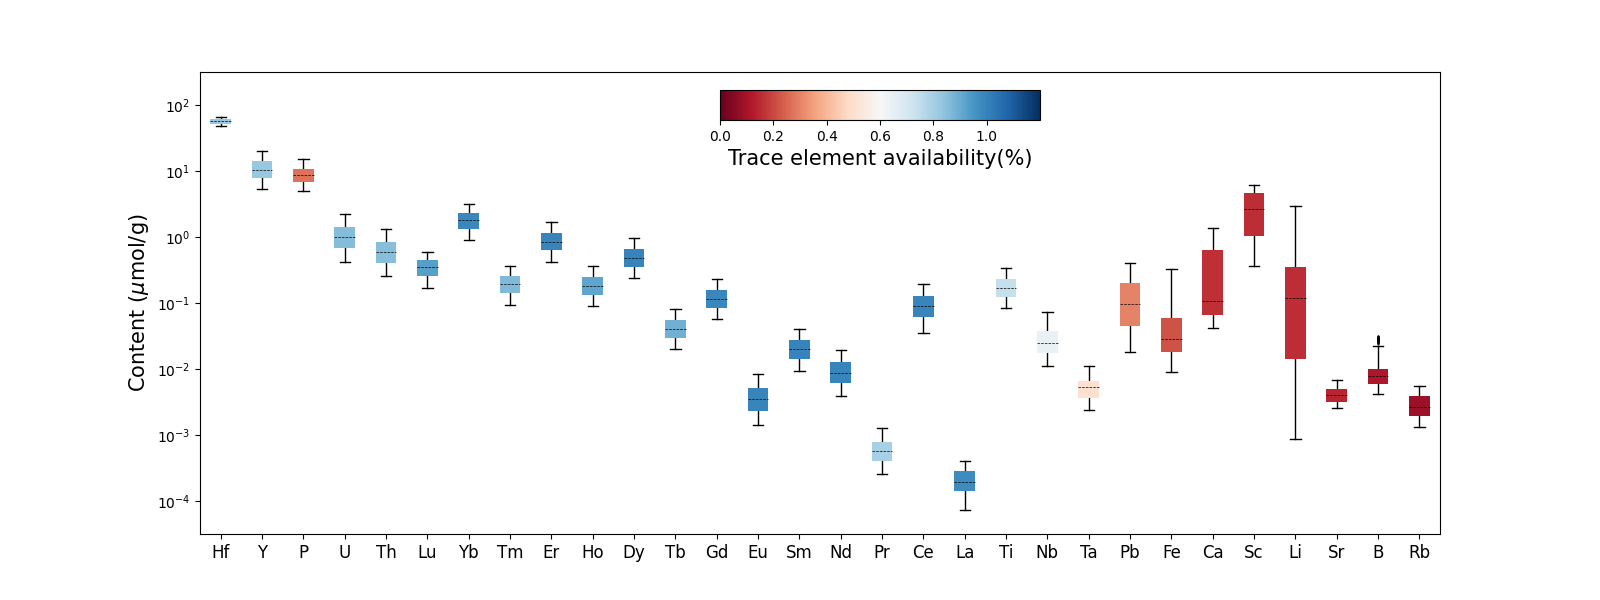 10²
10¹
10⁰
10⁻¹
10⁻²
10⁻³
10⁻⁴
Content (μmol/g)
0.0 0.2 0.4 0.6 0.8 1.0
Trace element availability(%)
Hf Y P U Th Lu Yb Tm Er Ho Dy Tb Gd Eu Sm Nd Pr Ce La Ti Nb Ta Pb Fe Ca Sc Li Sr B Rb